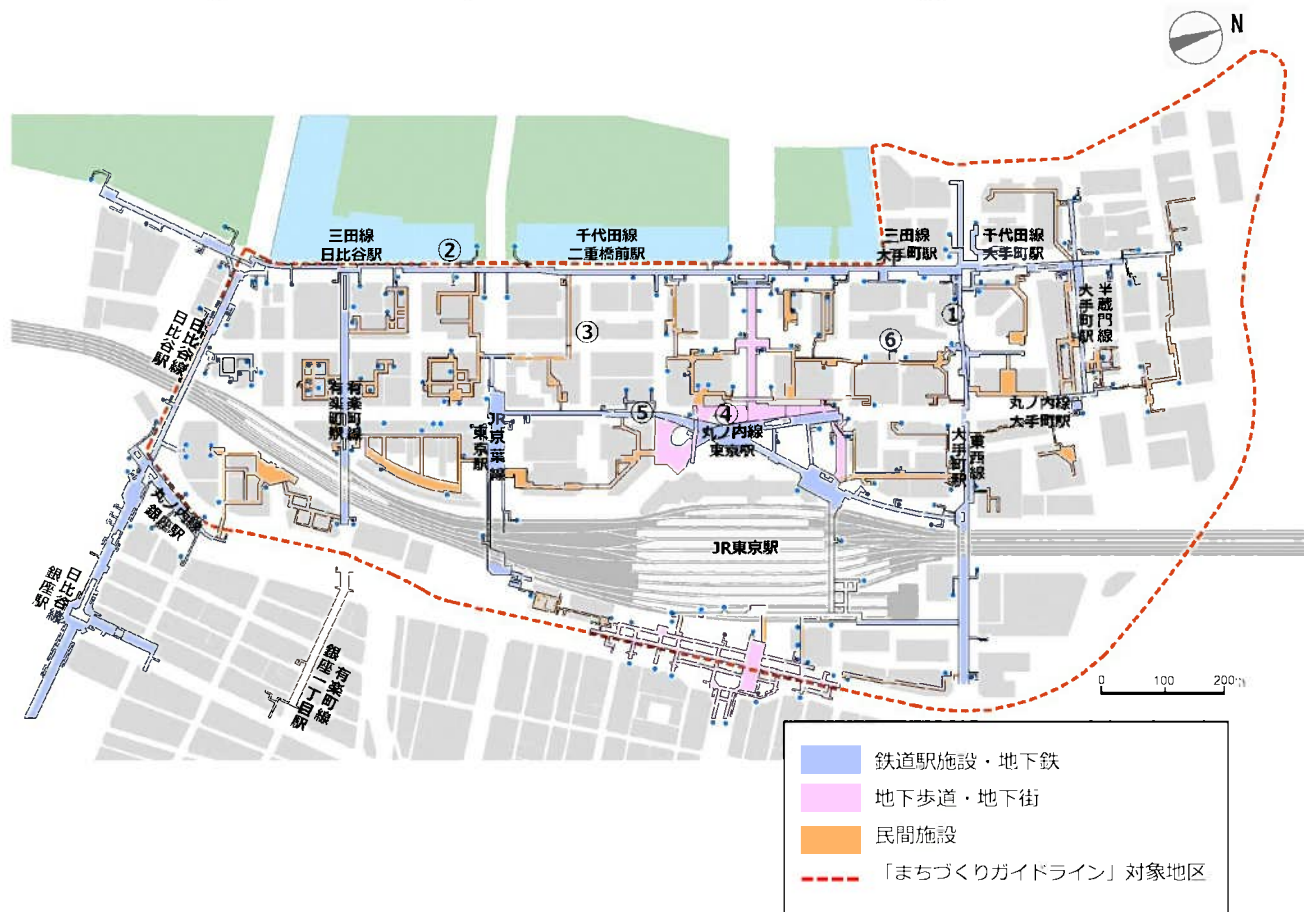 N
三田線
日比谷駅
②
千代田線
二重橋前駅
三田線
大手町駅
千代田線
大手町駅
半蔵門線
大手町駅
①
③
⑥
日比谷線
日比谷駅
有楽町線
有楽町駅
JR京葉線
東京駅
⑤
④
丸ノ内線
東京駅
丸ノ内線
大手町駅
東西線
大手町駅
丸ノ内線
銀座駅
JR東京駅
日比谷線
銀座駅
有楽町線
銀座一丁目駅
0 100 200m
鉄道駅施設・地下鉄
地下歩道・地下街
民間施設
「まちづくりガイドライン」対象地区